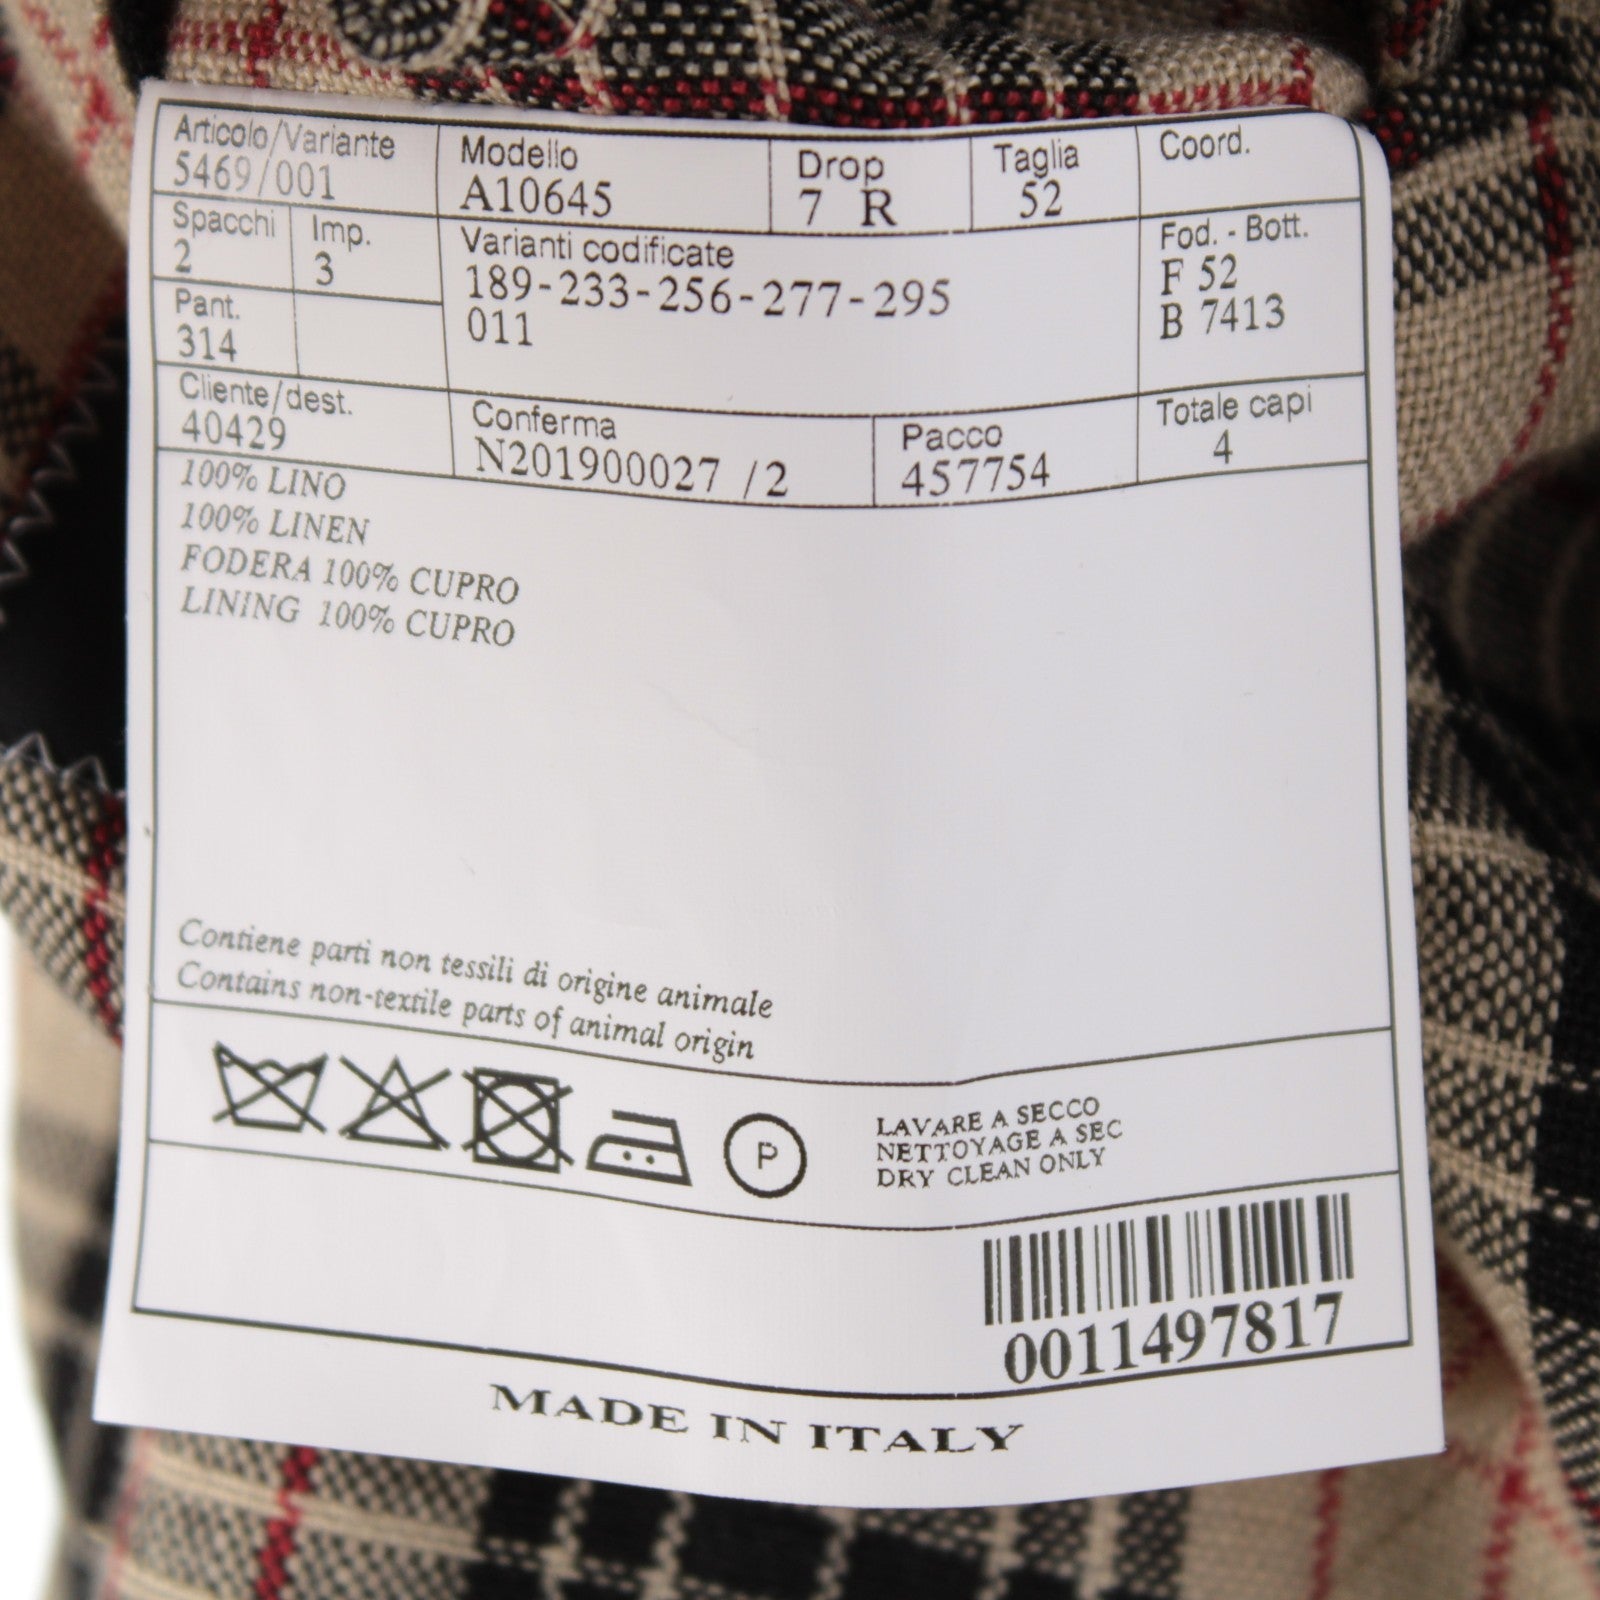 Articolo/Variante Modello Drop Taglia Coord.
5469/001 A10645 7 R 52
Spacchi Imp. Varianti codificate Fod. - Bott.
2 3 189-233-256-277-295 F 52
Pant. 011 B 7413
314
Cliente/dest. Conferma Pacco Totale capi
40429 N201900027 /2 457754 4
100% LINO
100% LINEN
FODERA 100% CUPRO
LINING 100% CUPRO
Contiene parti non tessili di origine animale
Contains non-textile parts of animal origin
P
LAVARE A SECCO
NETTOYAGE A SEC
DRY CLEAN ONLY
0011497817
MADE IN ITALY